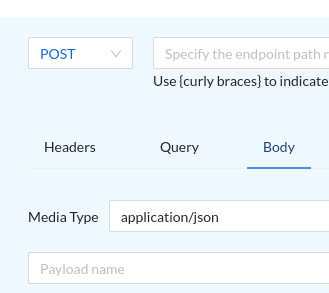 POST
Specify the endpoint path r
Use {curly braces} to indicate
Headers Query Body
Media Type application/json
Payload name